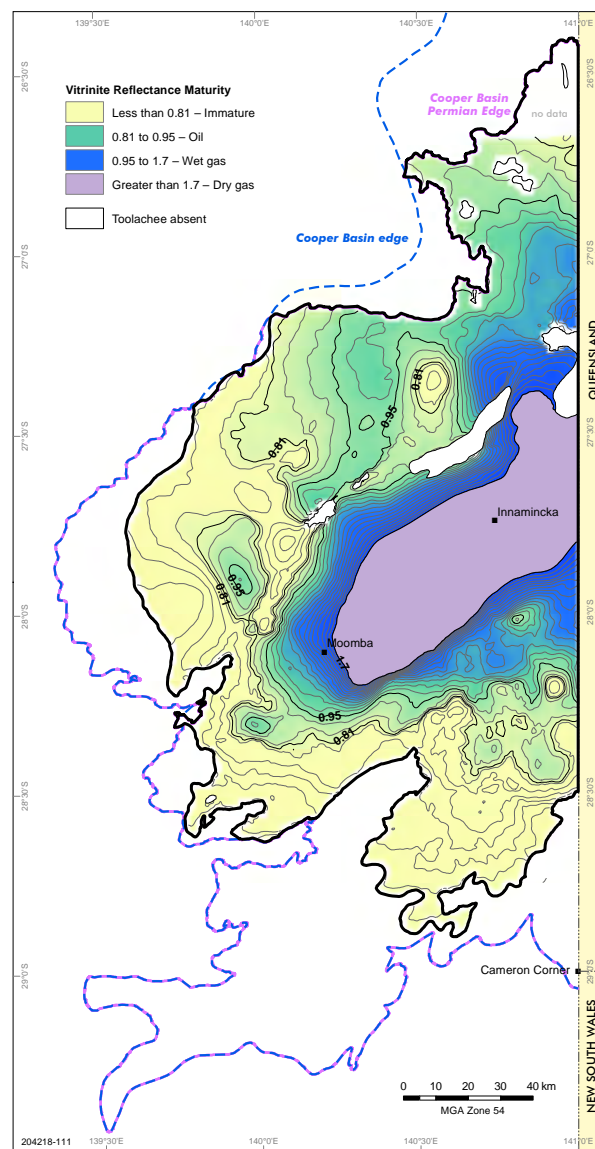 139°30'E
140°0'E
140°30'E
141°0'E
26°30'S
26°30'S
Vitrinite Reflectance Maturity
Less than 0.81 – Immature
0.81 to 0.95 – Oil
0.95 to 1.7 – Wet gas
Greater than 1.7 – Dry gas
Toolachee absent
Cooper Basin
Permian Edge
no data
Cooper Basin edge
27°0'S
27°0'S
QUEENSLAND
0.81
0.95
0.81
27°30'S
27°30'S
Innamincka
0.95
0.81
28°0'S
28°0'S
Moomba
1.7
0.95
0.81
28°30'S
28°30'S
29°0'S
Cameron Corner
29°0'S
NEW SOUTH WALES
0 10 20 30 40 km
MGA Zone 54
204218-111
139°30'E
140°0'E
140°30'E
141°0'E